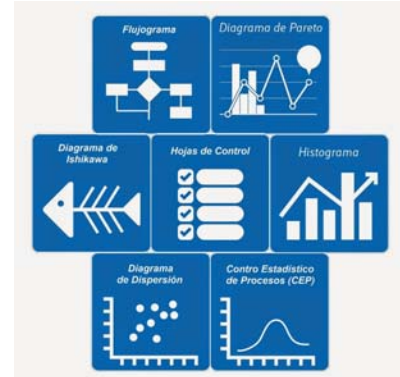 Flujograma
Diagrama de Pareto
Diagrama de
Ishikawa
Hojas de Control
Histograma
Diagrama
de Dispersión
Contro Estadístico
de Procesos (CEP)